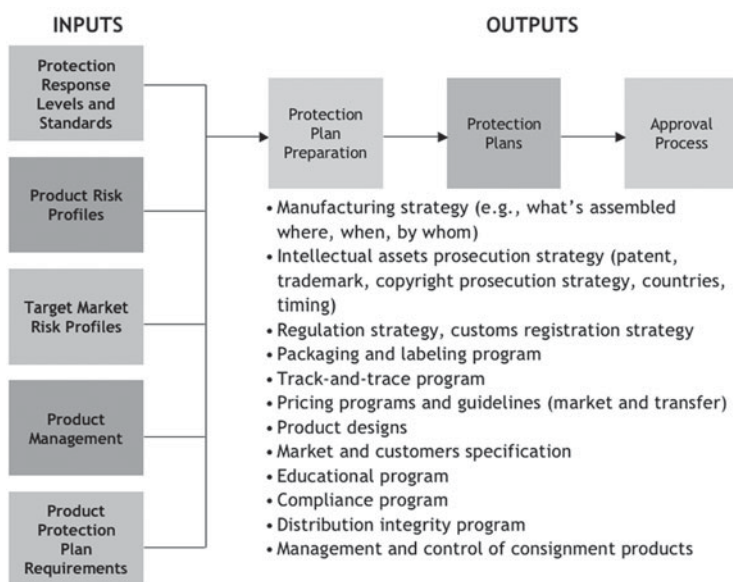 INPUTS
Protection
Response
Levels and
Standards
Product Risk
Profiles
Target Market
Risk Profiles
Product
Management
Product
Protection
Plan
Requirements
OUTPUTS
Protection
Plan
Preparation
Protection
Plans
Approval
Process
• Manufacturing strategy (e.g., what’s assembled
where, when, by whom)
• Intellectual assets prosecution strategy (patent,
trademark, copyright prosecution strategy, countries,
timing)
• Regulation strategy, customs registration strategy
• Packaging and labeling program
• Track-and-trace program
• Pricing programs and guidelines (market and transfer)
• Product designs
• Market and customers specification
• Educational program
• Compliance program
• Distribution integrity program
• Management and control of consignment products